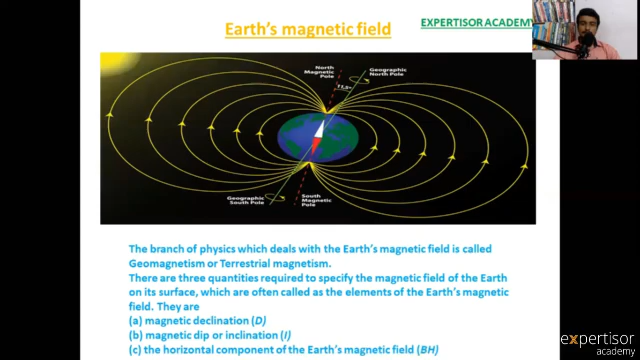 Earth's magnetic field
EXPERTISOR ACADEMY
North
Magnetic
Pole
Geographic
North Pole
11,5°
Geographic
South Pole
South
Magnetic
Pole
The branch of physics which deals with the Earth's magnetic field is called
Geomagnetism or Terrestrial magnetism.
There are three quantities required to specify the magnetic field of the Earth
on its surface, which are often called as the elements of the Earth's magnetic
field. They are
(a) magnetic declination (D)
(b) magnetic dip or inclination (I)
(c) the horizontal component of the Earth's magnetic field (BH)
expertisor
academy